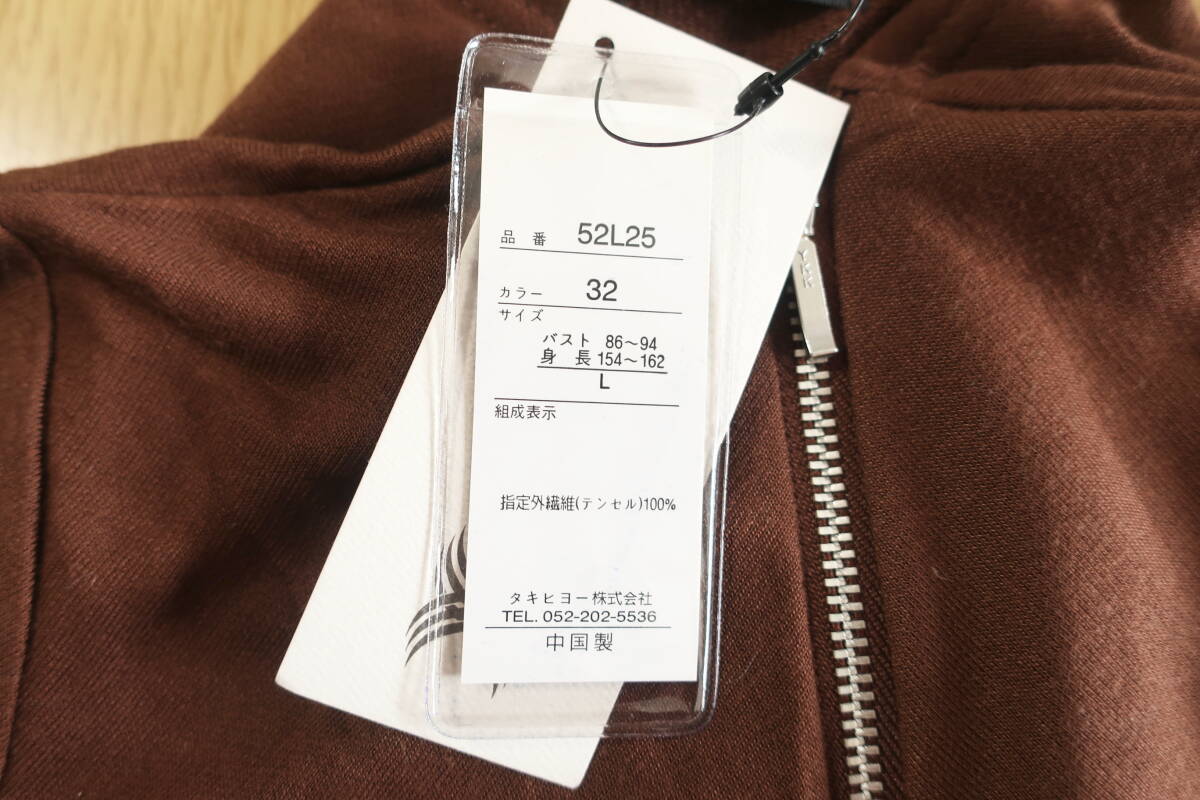 品番 52L25
カラー 32
サイズ
バスト 86～94
身長 154～162
L
組成表示
指定外繊維(テンセル)100%
タキヒヨー株式会社
TEL. 052-202-5536
中国製